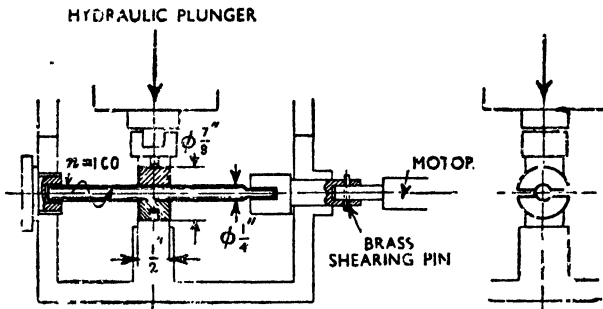 HYDRAULIC PLUNGER
ϕ 7/8"
n=100
MOTOR
ϕ 1/4"
1/2"
BRASS
SHEARING PIN